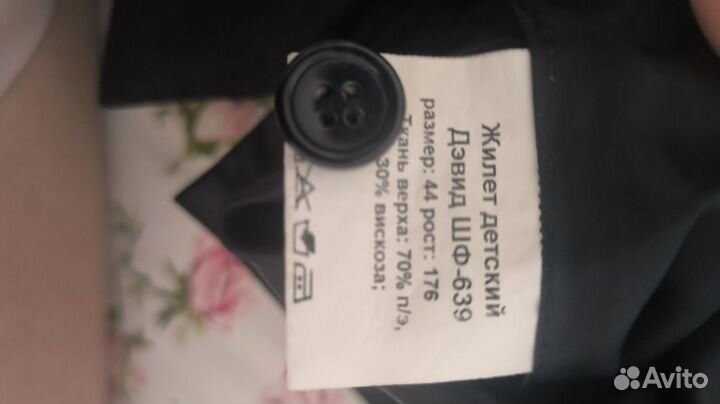 Жилет детский
Дэвид ШФ-639
размер: 44 рост: 176
Ткань верха: 70% п/э,
30% вискоза;
Avito